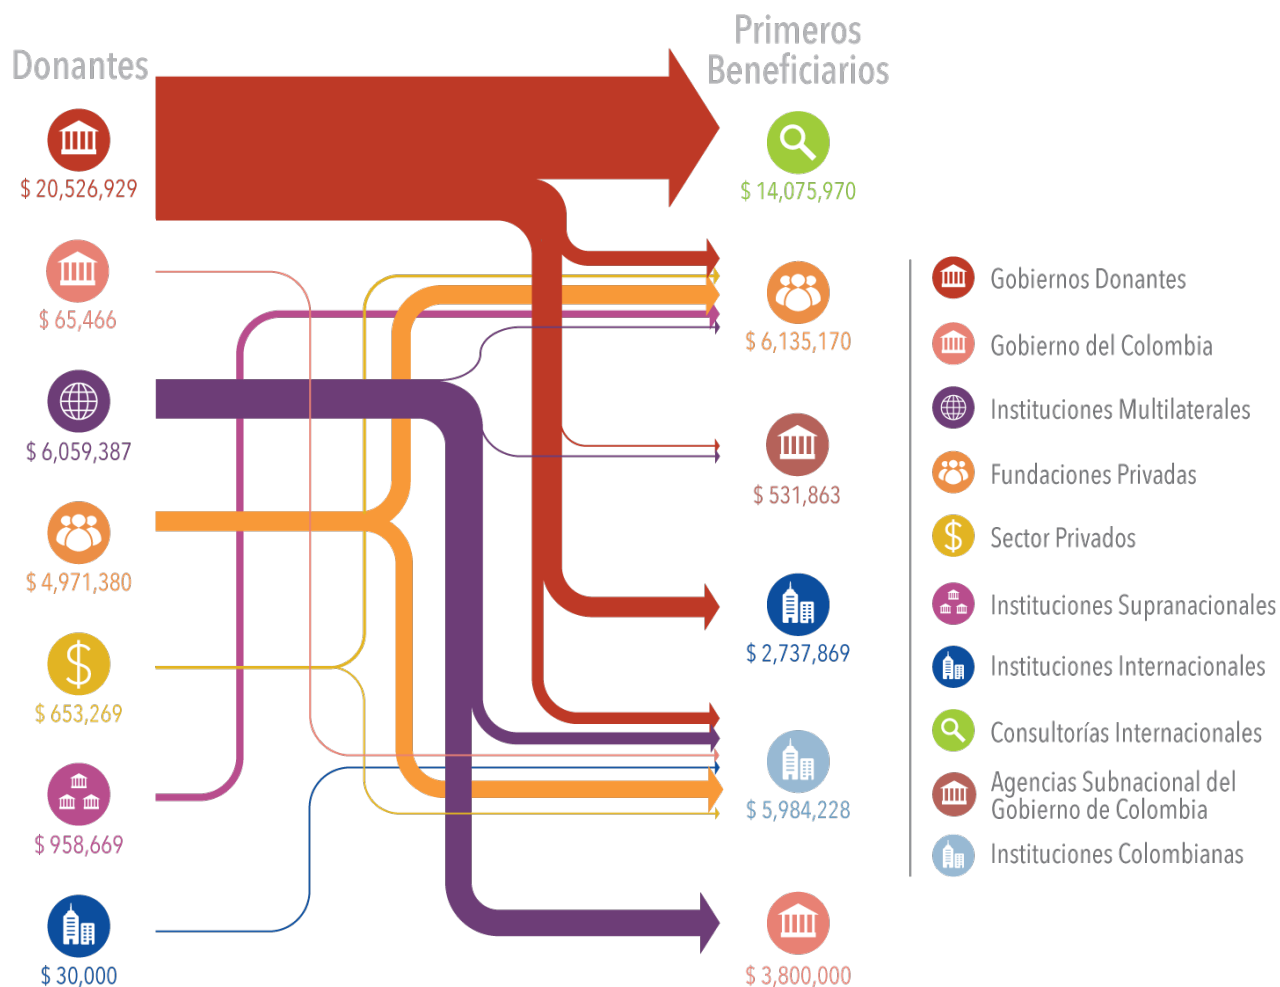 Donantes
$ 20,526,929
$ 65,466
$ 6,059,387
$ 4,971,380
$ 653,269
$ 958,669
$ 30,000
Primeros
Beneficiarios
$ 14,075,970
$ 6,135,170
$ 531,863
$ 2,737,869
$ 5,984,228
$ 3,800,000
Gobiernos Donantes
Gobierno del Colombia
Instituciones Multilaterales
Fundaciones Privadas
Sector Privados
Instituciones Supranacionales
Instituciones Internacionales
Consultorías Internacionales
Agencias Subnacional del
Gobierno de Colombia
Instituciones Colombianas